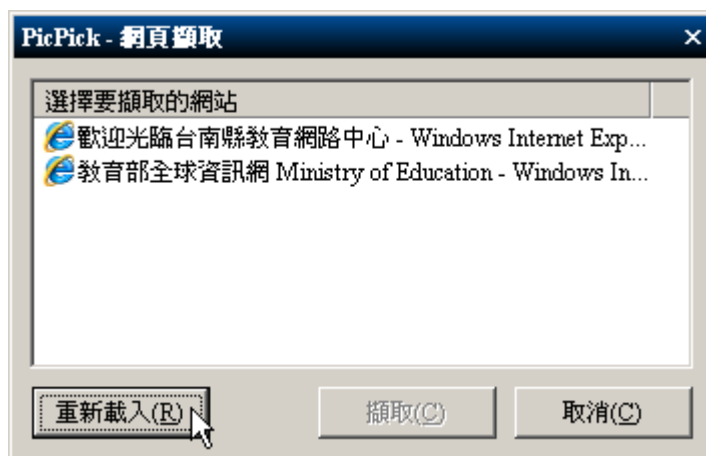 PicPick - 網頁擷取
選擇要擷取的網站
歡迎光臨台南縣教育網路中心 - Windows Internet Exp...
教育部全球資訊網 Ministry of Education - Windows In...
重新載入(R) 擷取(C) 取消(C)